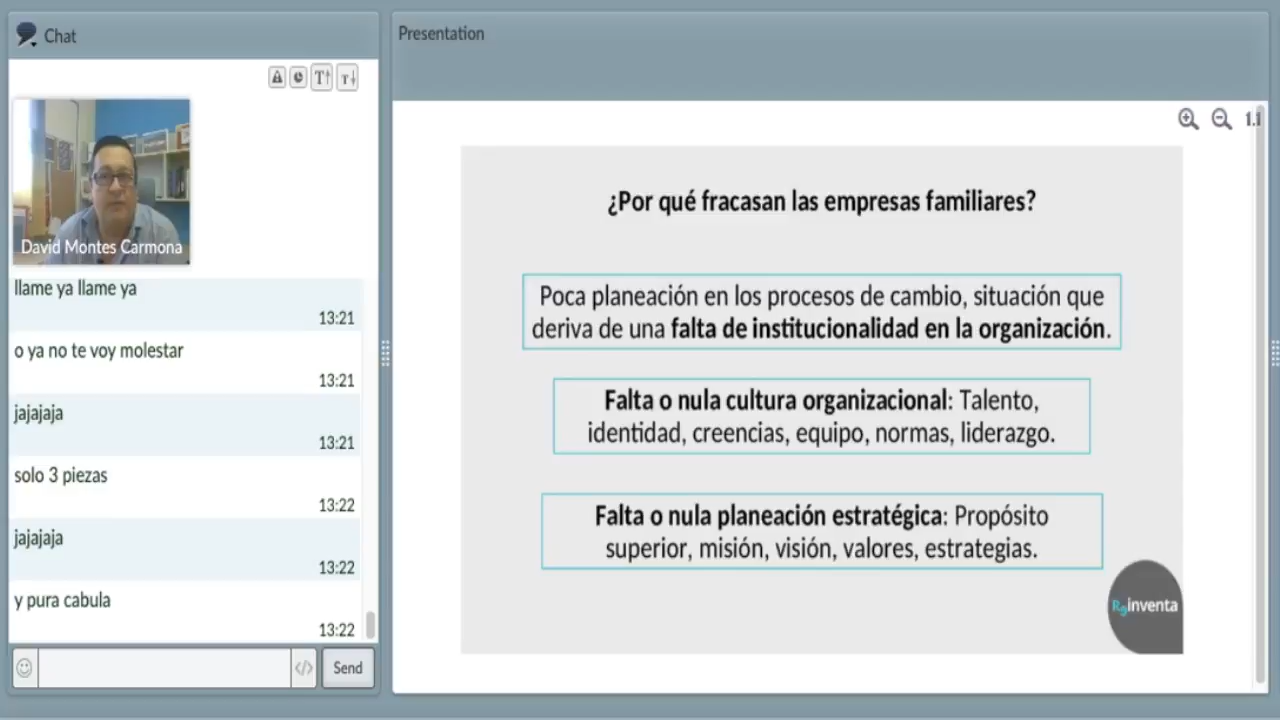 Chat
David Montes Carmona
llame ya llame ya
13:21
o ya no te voy molestar
13:21
jajajaja
13:21
solo 3 piezas
13:22
jajajaja
13:22
y pura cabula
13:22
Send
Presentation
1.1
¿Por qué fracasan las empresas familiares?
Poca planeación en los procesos de cambio, situación que
deriva de una falta de institucionalidad en la organización.
Falta o nula cultura organizacional: Talento,
identidad, creencias, equipo, normas, liderazgo.
Falta o nula planeación estratégica: Propósito
superior, misión, visión, valores, estrategias.
Reinventa